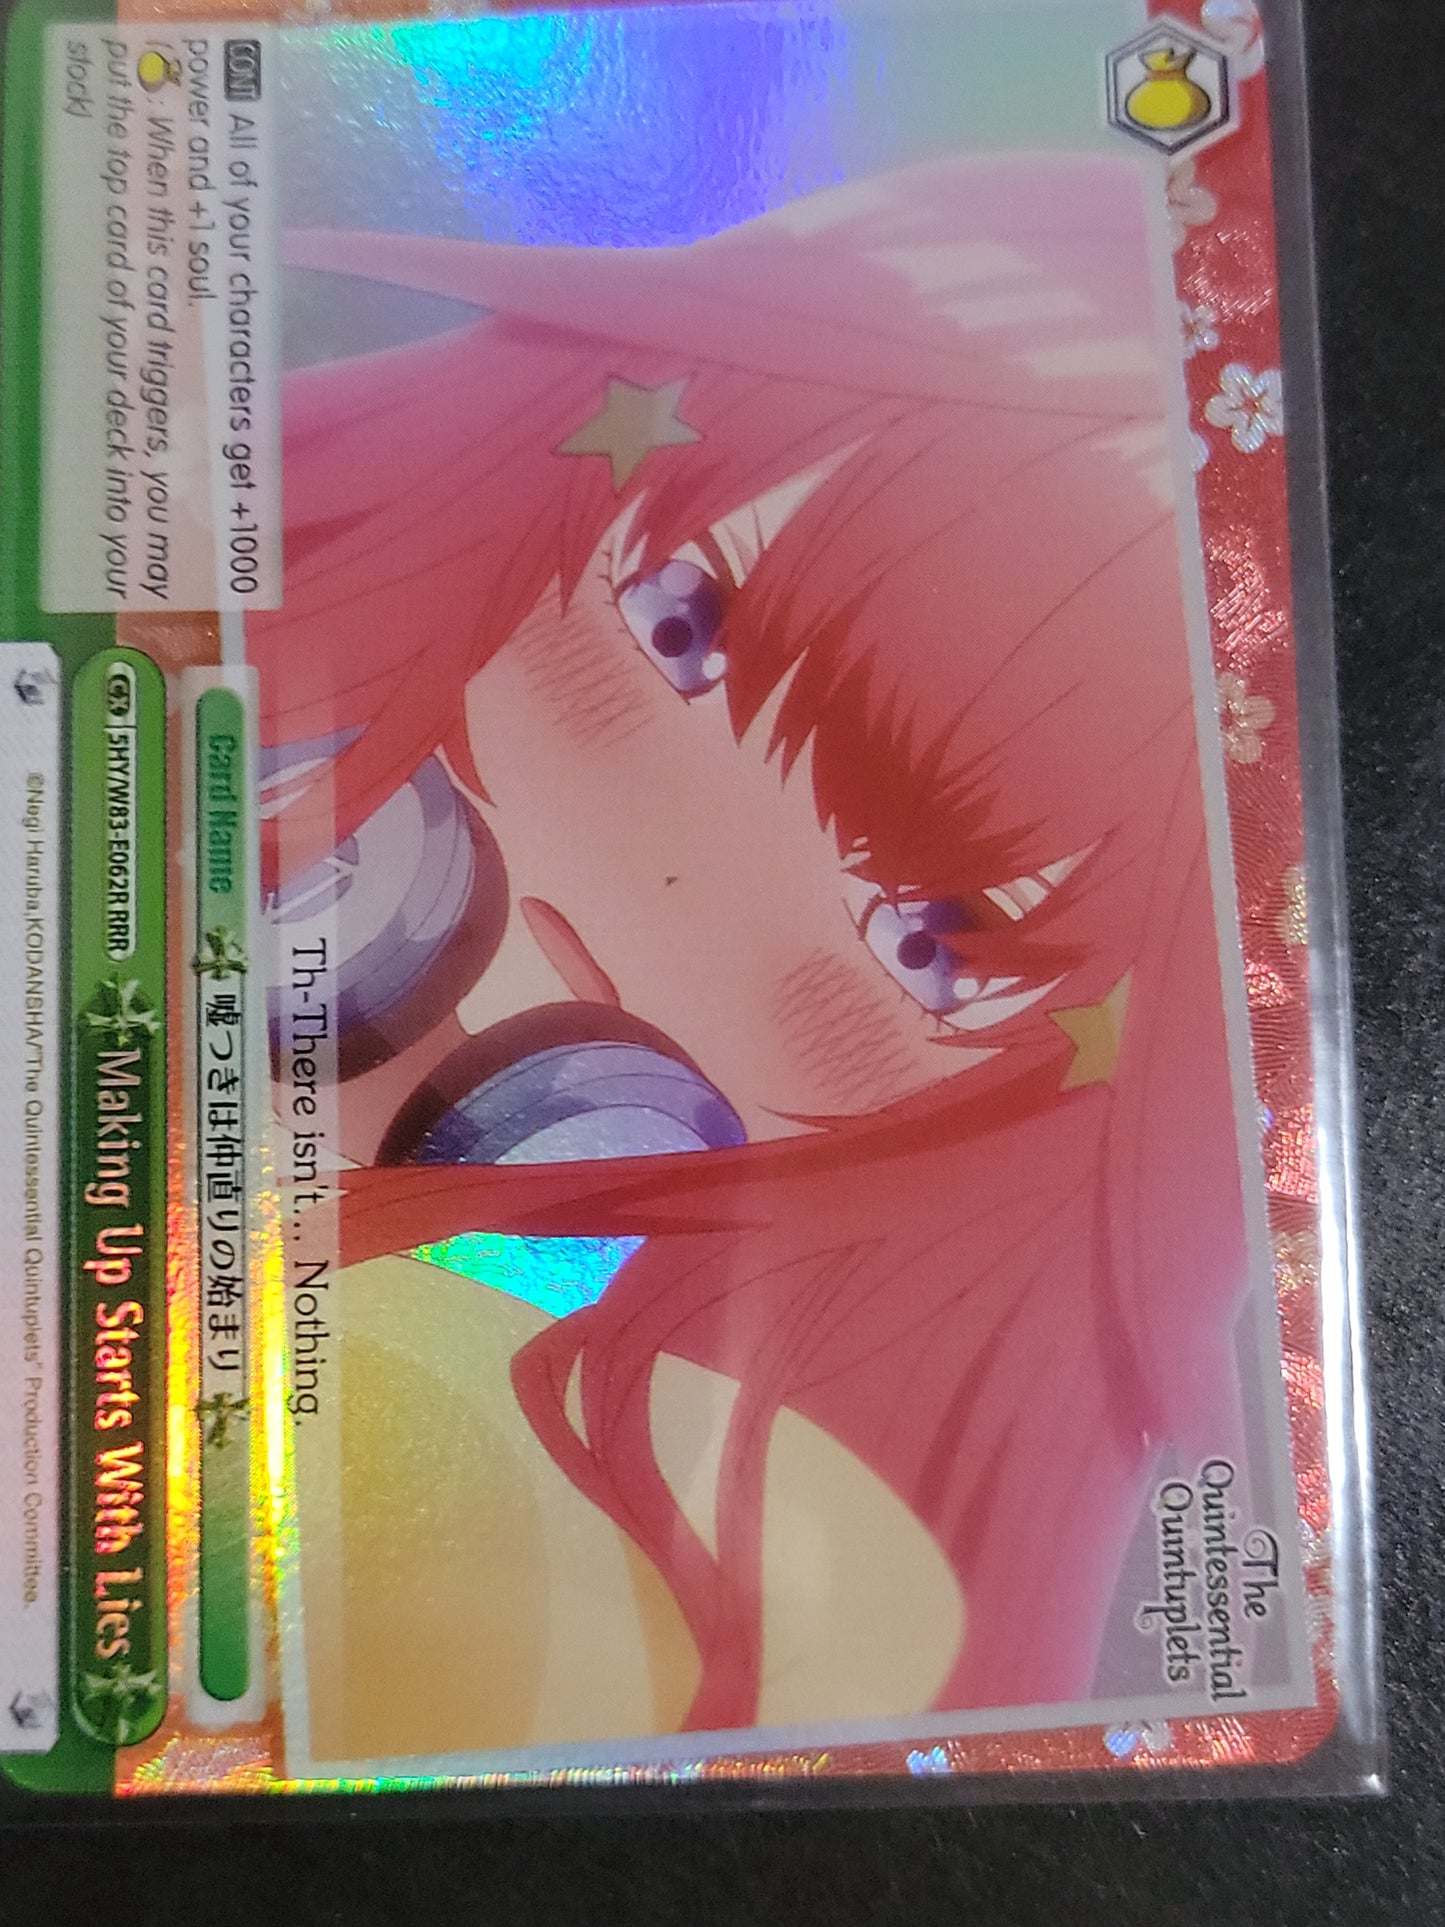 The
Quintessential
Quintuplets
Th-There isn't... Nothing.
CONT All of your characters get +1000
power and +1 soul.
( : When this card triggers, you may
put the top card of your deck into your
stock)
Card Name 嘘つきは仲直りの始まり
5HY/W83-E062R RRR
Making Up Starts With Lies
©Negi Haruba,KODANSHA/"The Quintessential Quintuplets" Production Committee.